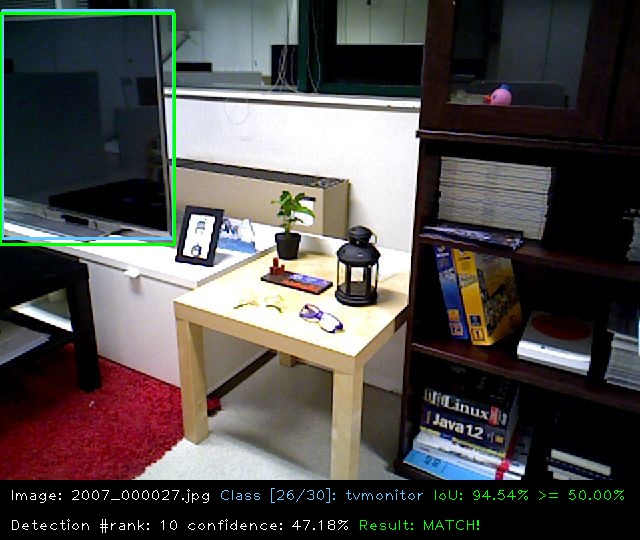 Linux
Java 1.2
Image: 2007_000027.jpg Class [26/30]: tvmonitor IoU: 94.54% >= 50.00%
Detection #rank: 10 confidence: 47.18% Result: MATCH!